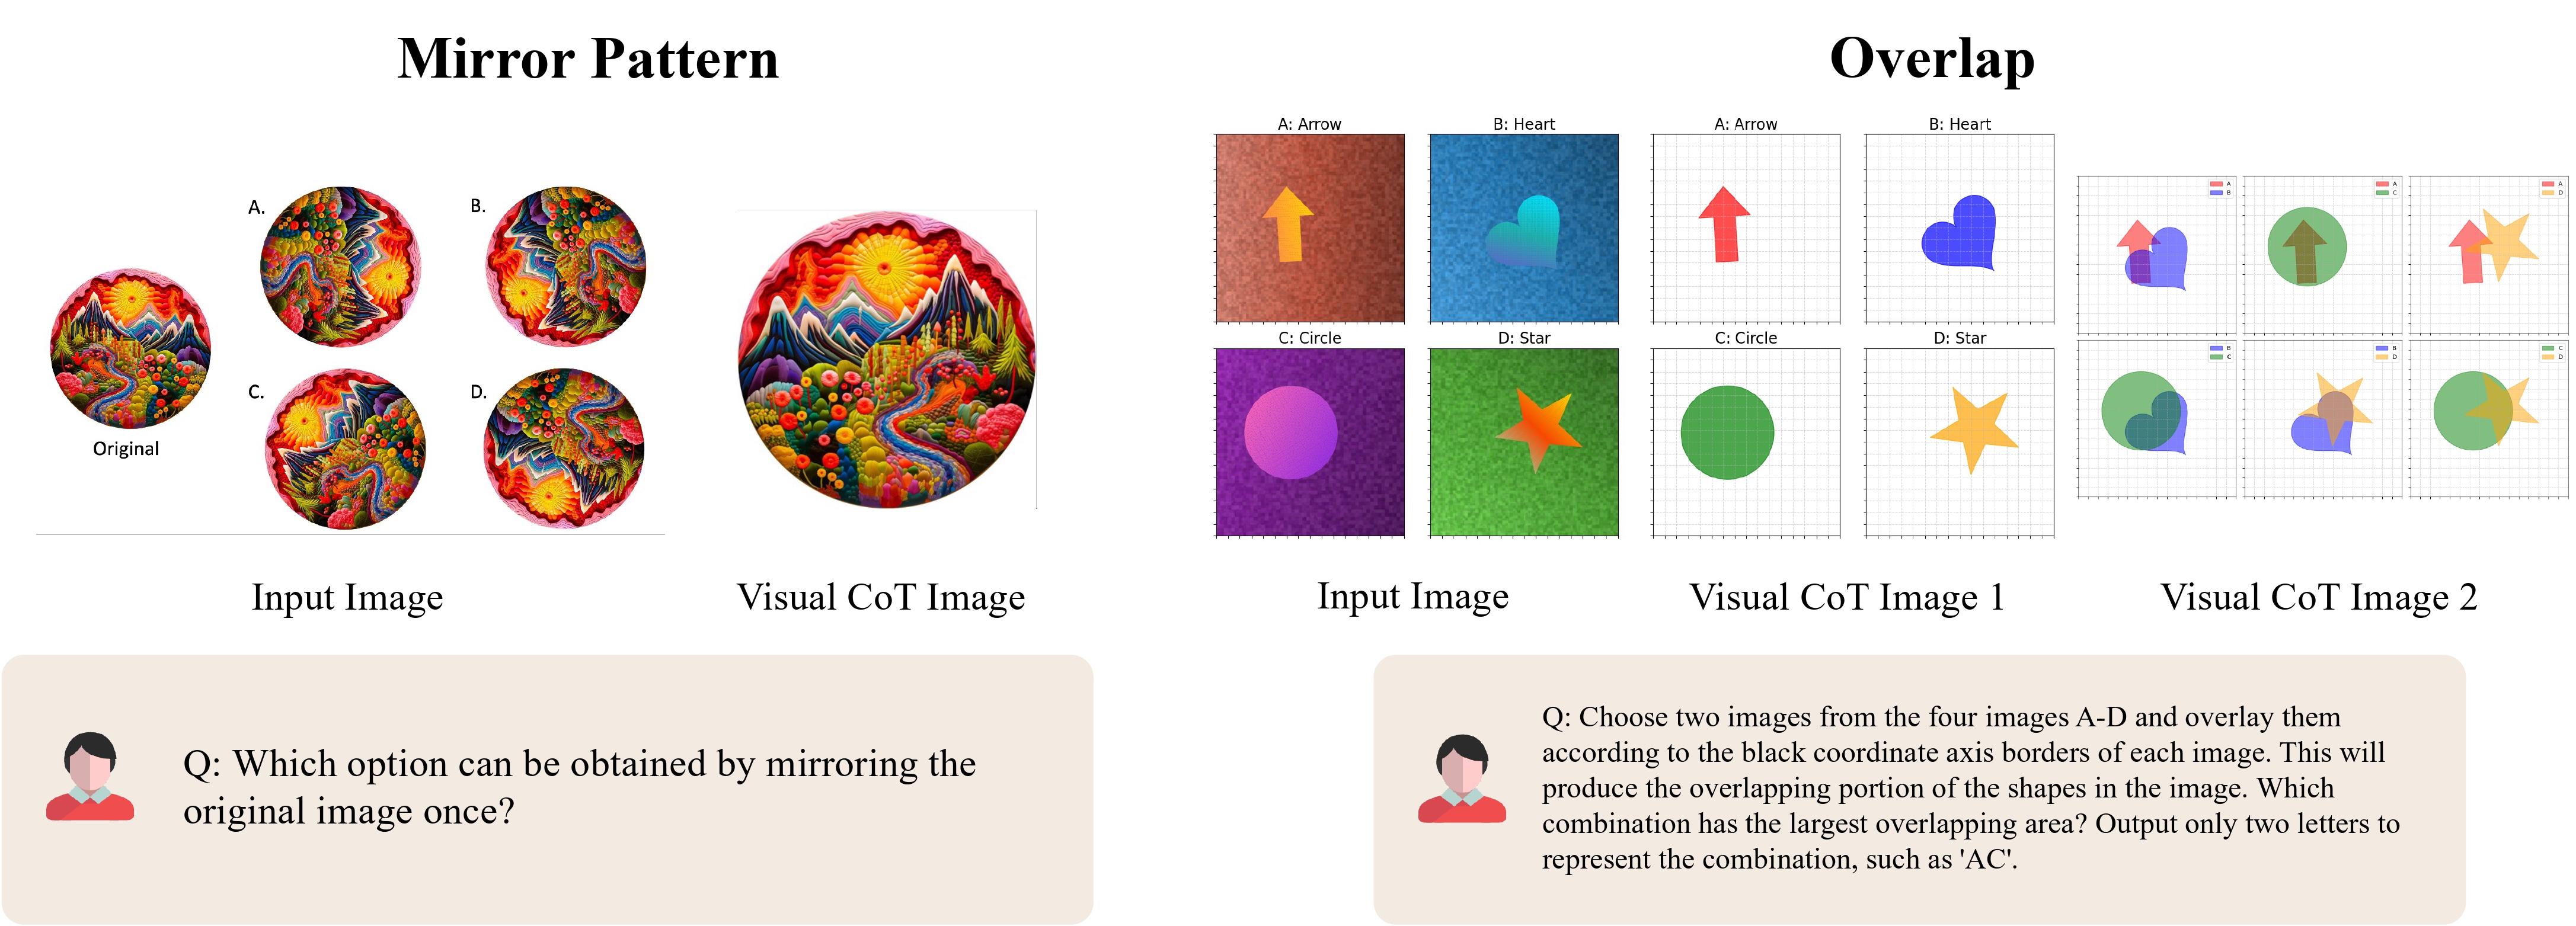 Mirror Pattern
A.
B.
C.
D.
Original
Input Image
Visual CoT Image
Q: Which option can be obtained by mirroring the
original image once?
Overlap
A: Arrow
B: Heart
C: Circle
D: Star
Input Image
A: Arrow
B: Heart
C: Circle
D: Star
Visual CoT Image 1
A
B
A
C
A
D
B
C
B
D
C
D
Visual CoT Image 2
Q: Choose two images from the four images A-D and overlay them
according to the black coordinate axis borders of each image. This will
produce the overlapping portion of the shapes in the image. Which
combination has the largest overlapping area? Output only two letters to
represent the combination, such as 'AC'.